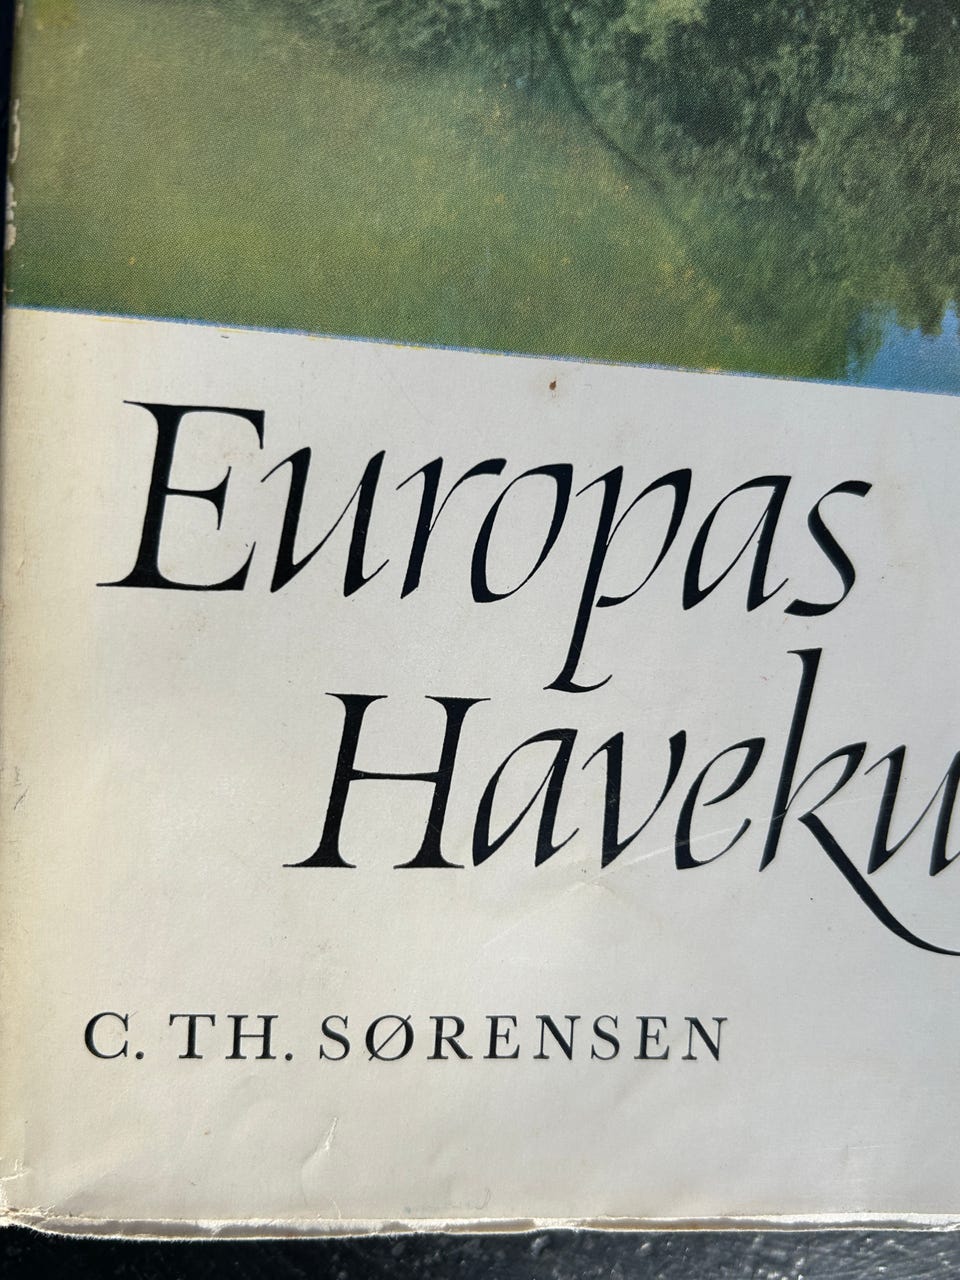 Europas
Haveku
C. TH. SØRENSEN